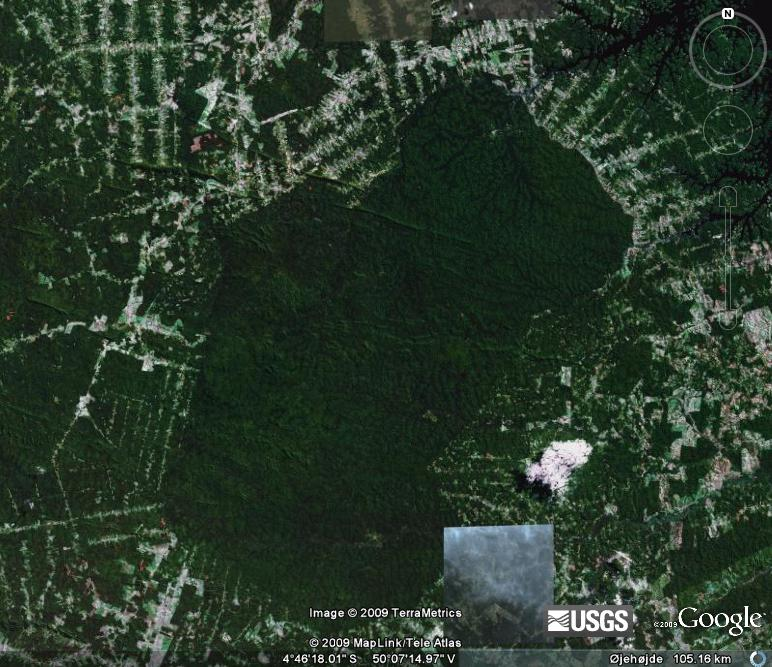 N
Image © 2009 TerraMetrics
USGS
© 2009 Google
© 2009 MapLink/Tele Atlas
4°46'18.01" S 50°07'14.97" V Øjehøjde 105.16 km